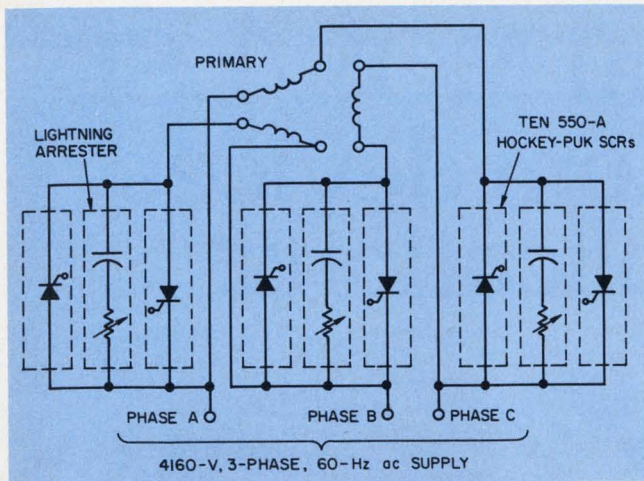 PRIMARY
LIGHTNING
ARRESTER
TEN 550-A
HOCKEY-PUK SCRs
PHASE A
PHASE B
PHASE C
4160-V, 3-PHASE, 60-Hz ac SUPPLY